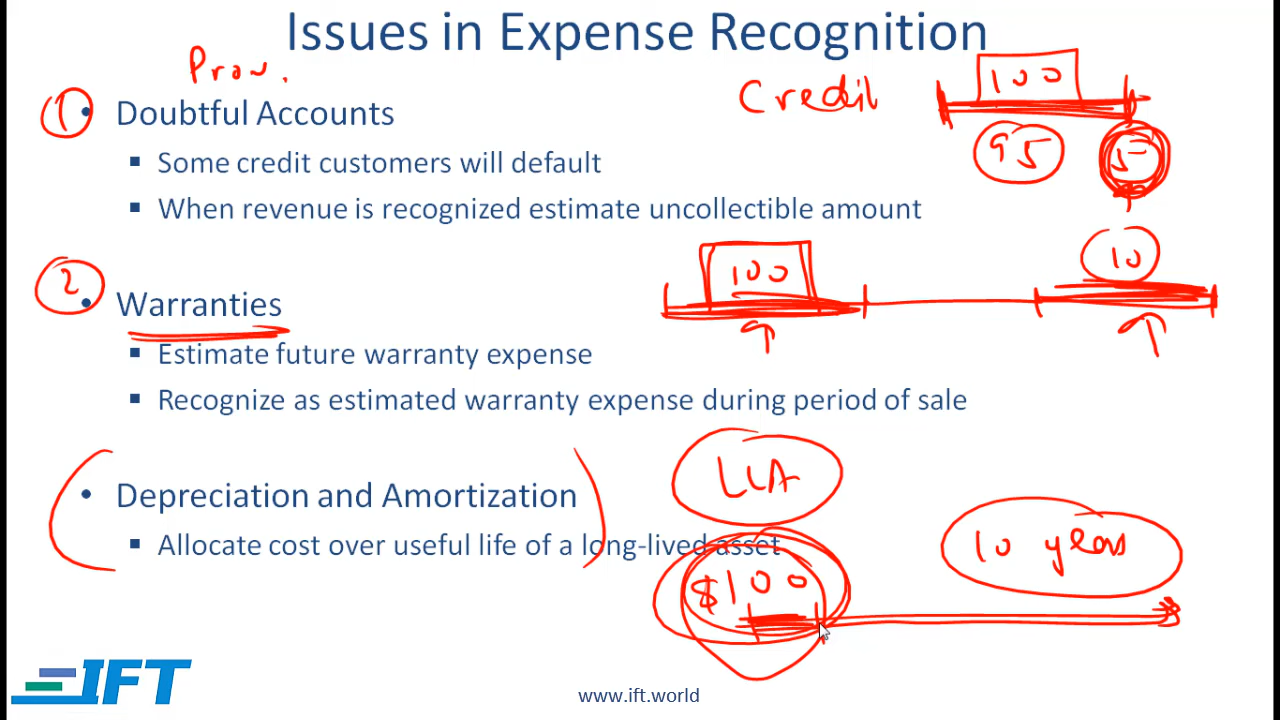 Issues in Expense Recognition
Prov.
1
• Doubtful Accounts
Credit
100
95
5
▪ Some credit customers will default
▪ When revenue is recognized estimate uncollectible amount
2
• Warranties
100
10
▪ Estimate future warranty expense
▪ Recognize as estimated warranty expense during period of sale
LLA
• Depreciation and Amortization
▪ Allocate cost over useful life of a long-lived asset
10 years
$100
IFT
www.ift.world